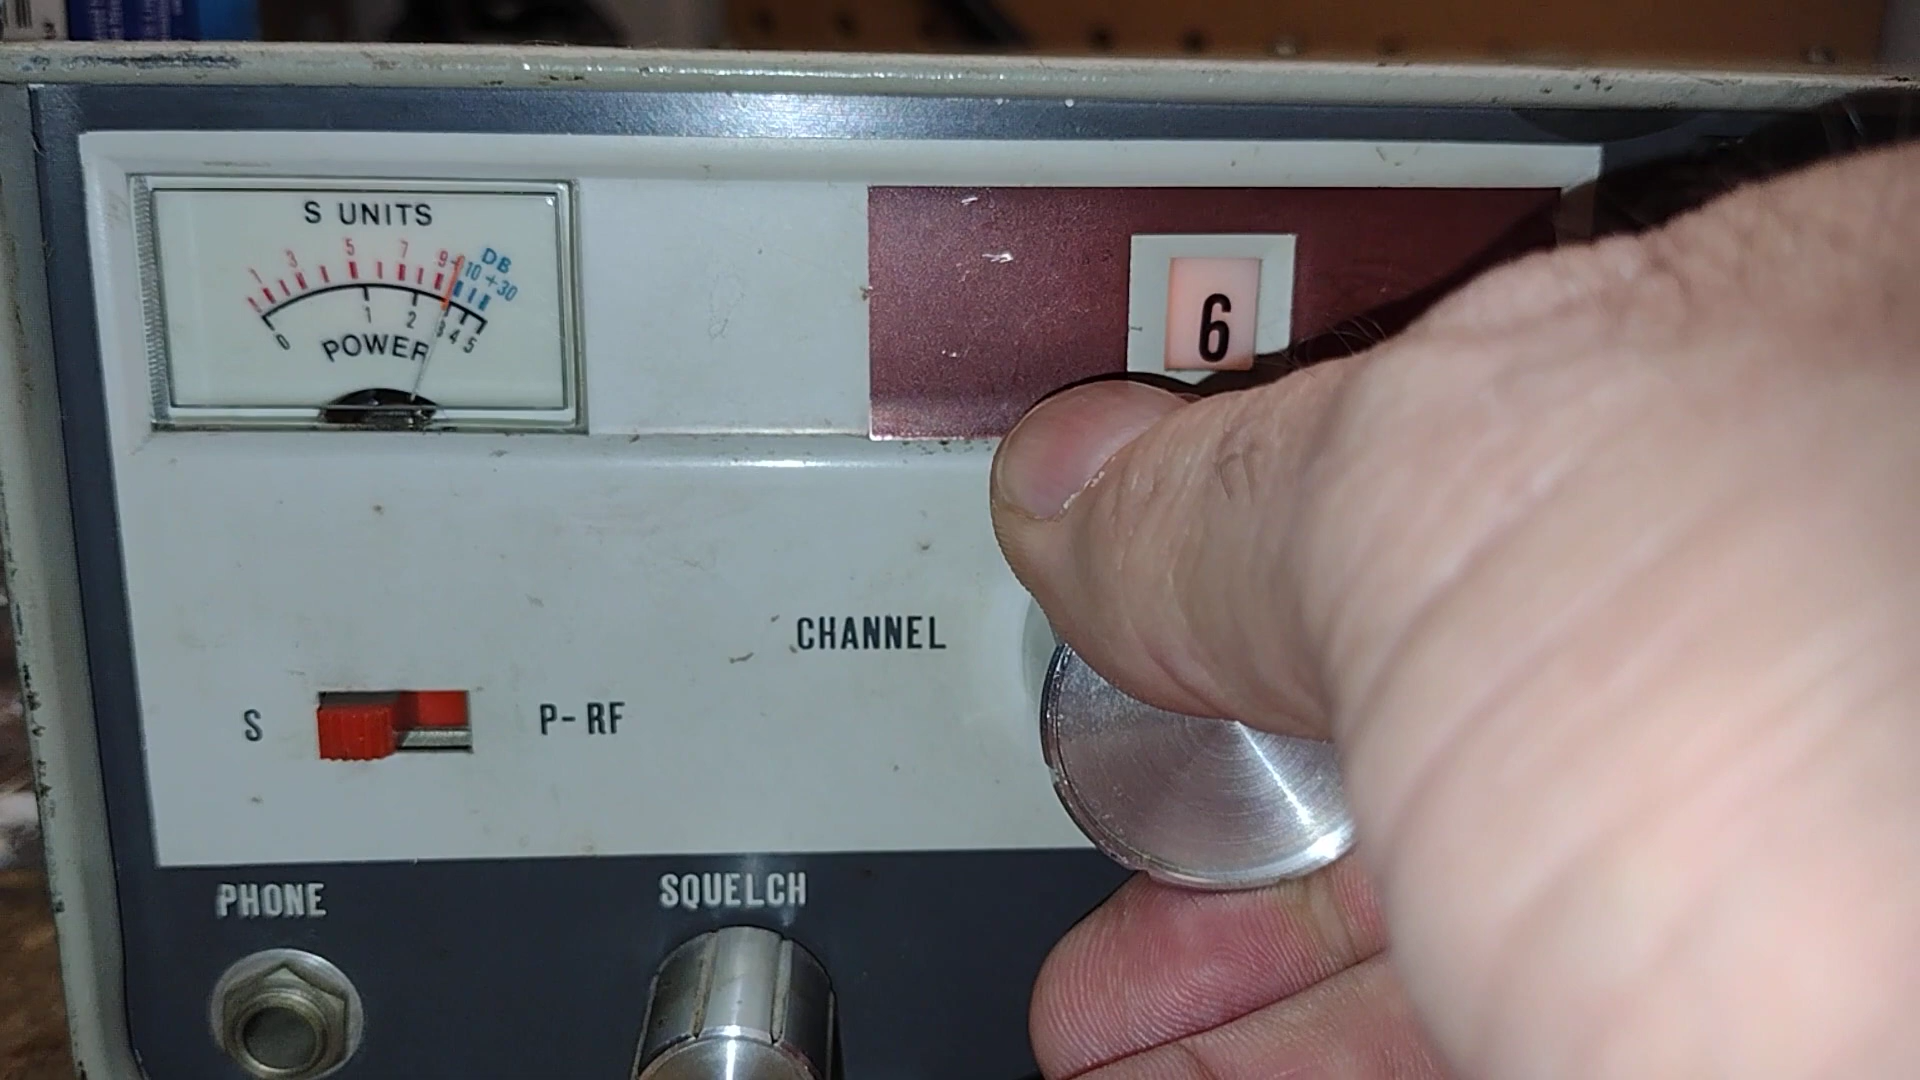 S UNITS
1 3 5 7 9+10+30
DB
0 1 2 3 4 5
POWER
6
CHANNEL
S
P-RF
PHONE
SQUELCH